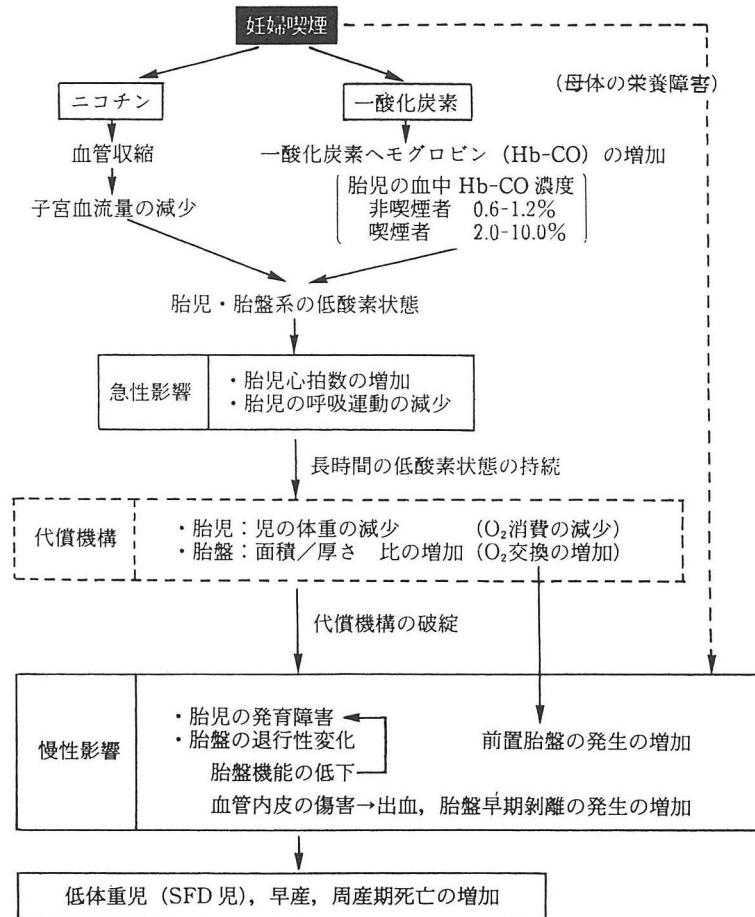 妊婦喫煙
(母体の栄養障害)
ニコチン
一酸化炭素
血管収縮
一酸化炭素ヘモグロビン (Hb-CO) の増加
子宮血流量の減少
胎児の血中 Hb-CO 濃度
非喫煙者 0.6-1.2%
喫煙者 2.0-10.0%
胎児・胎盤系の低酸素状態
急性影響
・胎児心拍数の増加
・胎児の呼吸運動の減少
長時間の低酸素状態の持続
代償機構
・胎児:児の体重の減少 (O₂消費の減少)
・胎盤:面積/厚さ 比の増加 (O₂交換の増加)
代償機構の破綻
慢性影響
・胎児の発育障害
・胎盤の退行性変化
胎盤機能の低下
前置胎盤の発生の増加
血管内皮の傷害→出血,胎盤早期剝離の発生の増加
低体重児 (SFD 児),早産,周産期死亡の増加